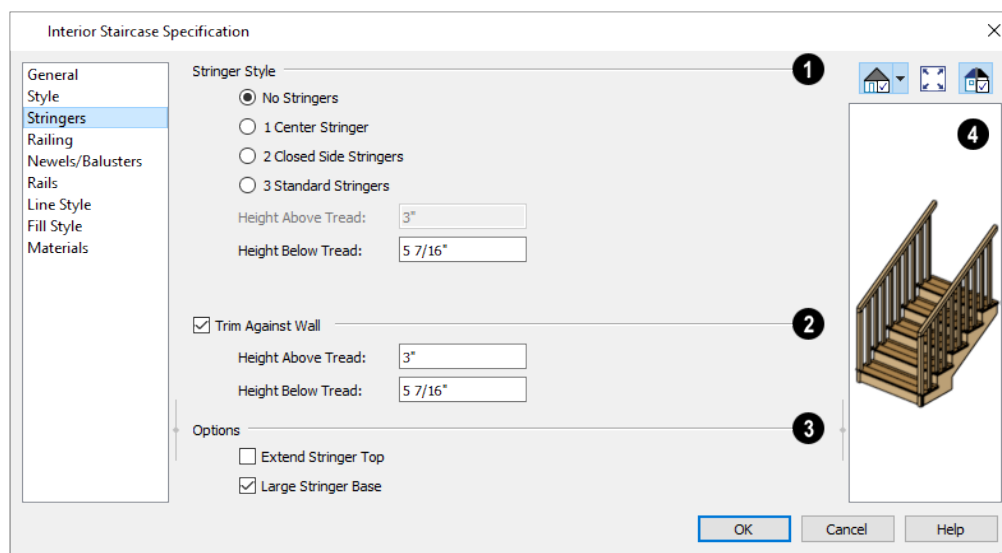 Interior Staircase Specification
General
Style
Stringers
Railing
Newels/Balusters
Rails
Line Style
Fill Style
Materials
Stringer Style
1
No Stringers
1 Center Stringer
2 Closed Side Stringers
3 Standard Stringers
Height Above Tread: 3"
Height Below Tread: 5 7/16"
Trim Against Wall
2
Height Above Tread: 3"
Height Below Tread: 5 7/16"
Options
3
Extend Stringer Top
Large Stringer Base
4
OK Cancel Help